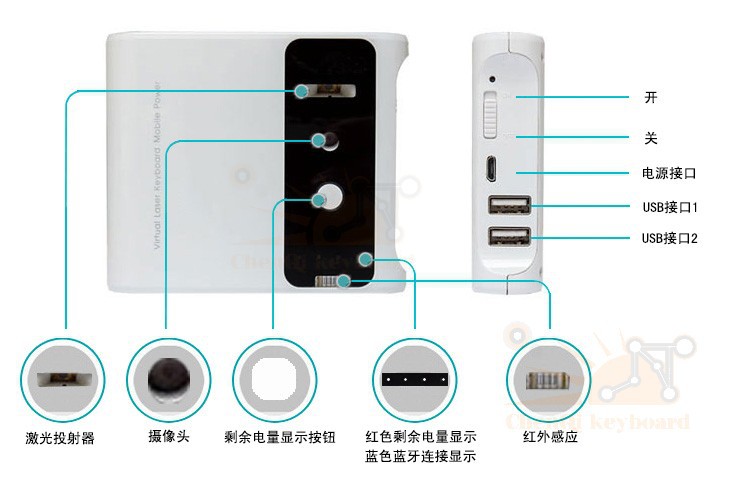 Virtual Laser Keyboard Mobile Power
开
关
电源接口
USB接口1
USB接口2
激光投射器
摄像头
剩余电量显示按钮
红色剩余电量显示
蓝色蓝牙连接显示
红外感应